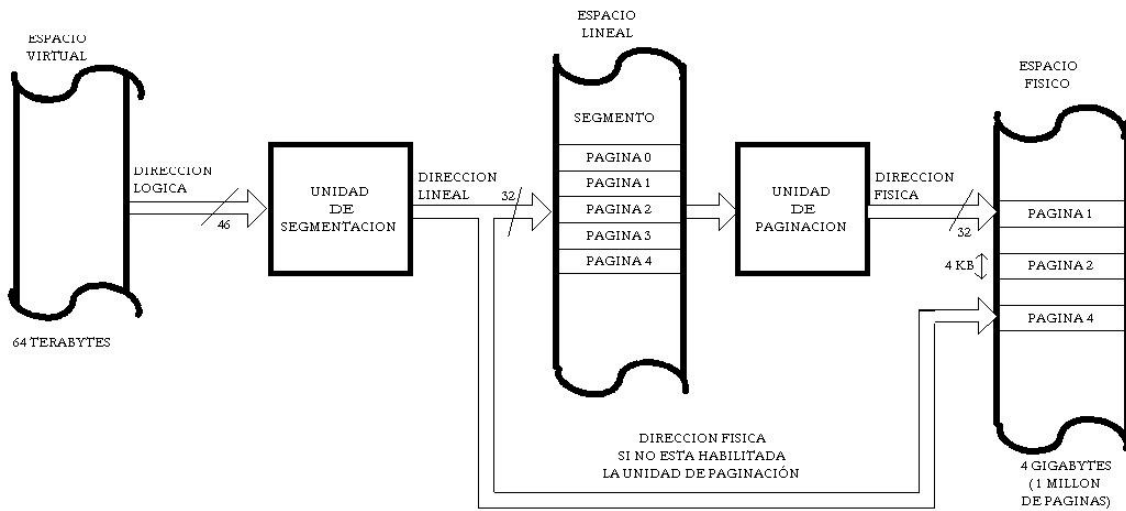 ESPACIO
VIRTUAL
64 TERABYTES
DIRECCION
LOGICA
46
UNIDAD
DE
SEGMENTACION
DIRECCION
LINEAL
32
ESPACIO
LINEAL
SEGMENTO
PAGINA 0
PAGINA 1
PAGINA 2
PAGINA 3
PAGINA 4
UNIDAD
DE
PAGINACION
DIRECCION
FISICA
32
ESPACIO
FISICO
PAGINA 1
4 KB
PAGINA 2
PAGINA 4
4 GIGABYTES
(1 MILLON
DE PAGINAS)
DIRECCION FISICA
SI NO ESTA HABILITADA
LA UNIDAD DE PAGINACIÓN